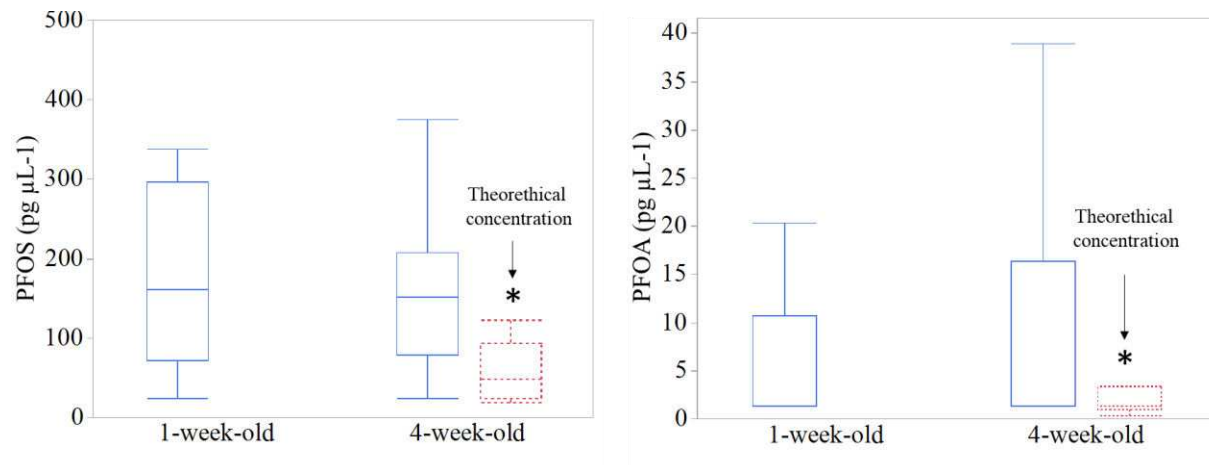 500
400
300
200
100
0
PFOS (pg µL-1)
Theorethical
concentration
*
1-week-old
4-week-old
40
35
30
25
20
15
10
5
0
PFOA (pg µL-1)
Theorethical
concentration
*
1-week-old
4-week-old